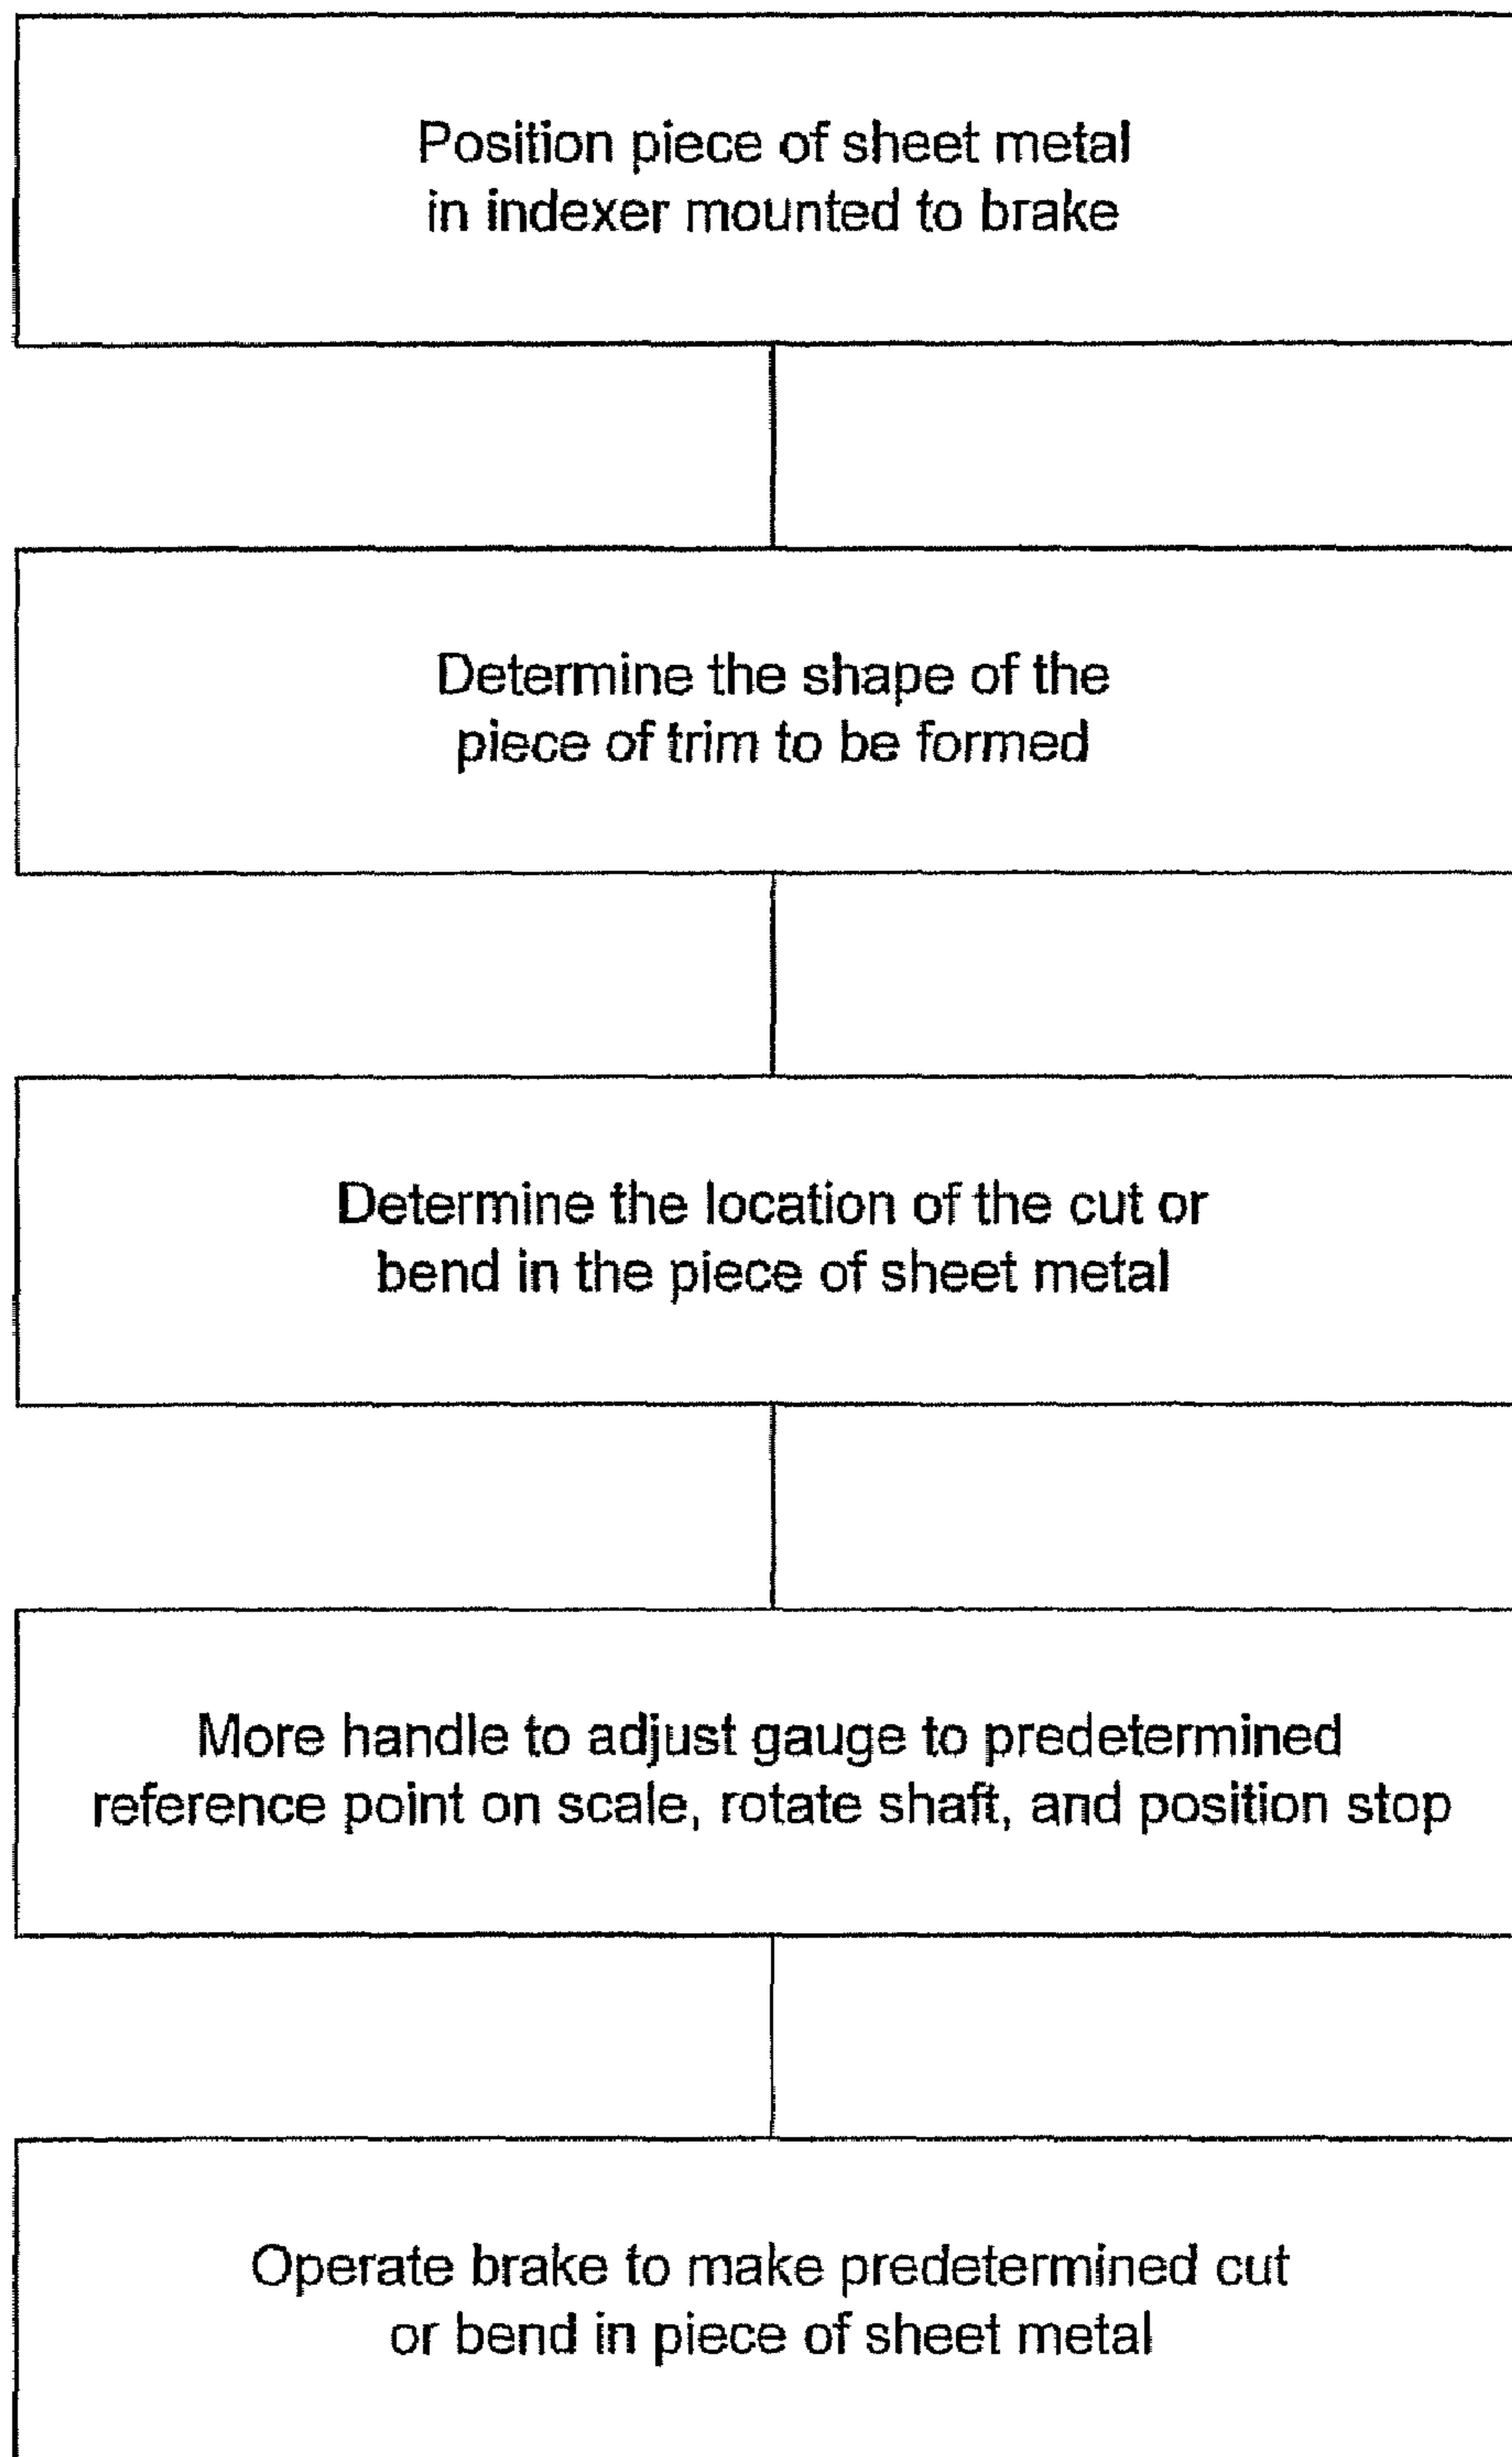 Position piece of sheet metal
in indexer mounted to brake
Determine the shape of the
piece of trim to be formed
Determine the location of the cut or
bend in the piece of sheet metal
More handle to adjust gauge to predetermined
reference point on scale, rotate shaft, and position stop
Operate brake to make predetermined cut
or bend in piece of sheet metal